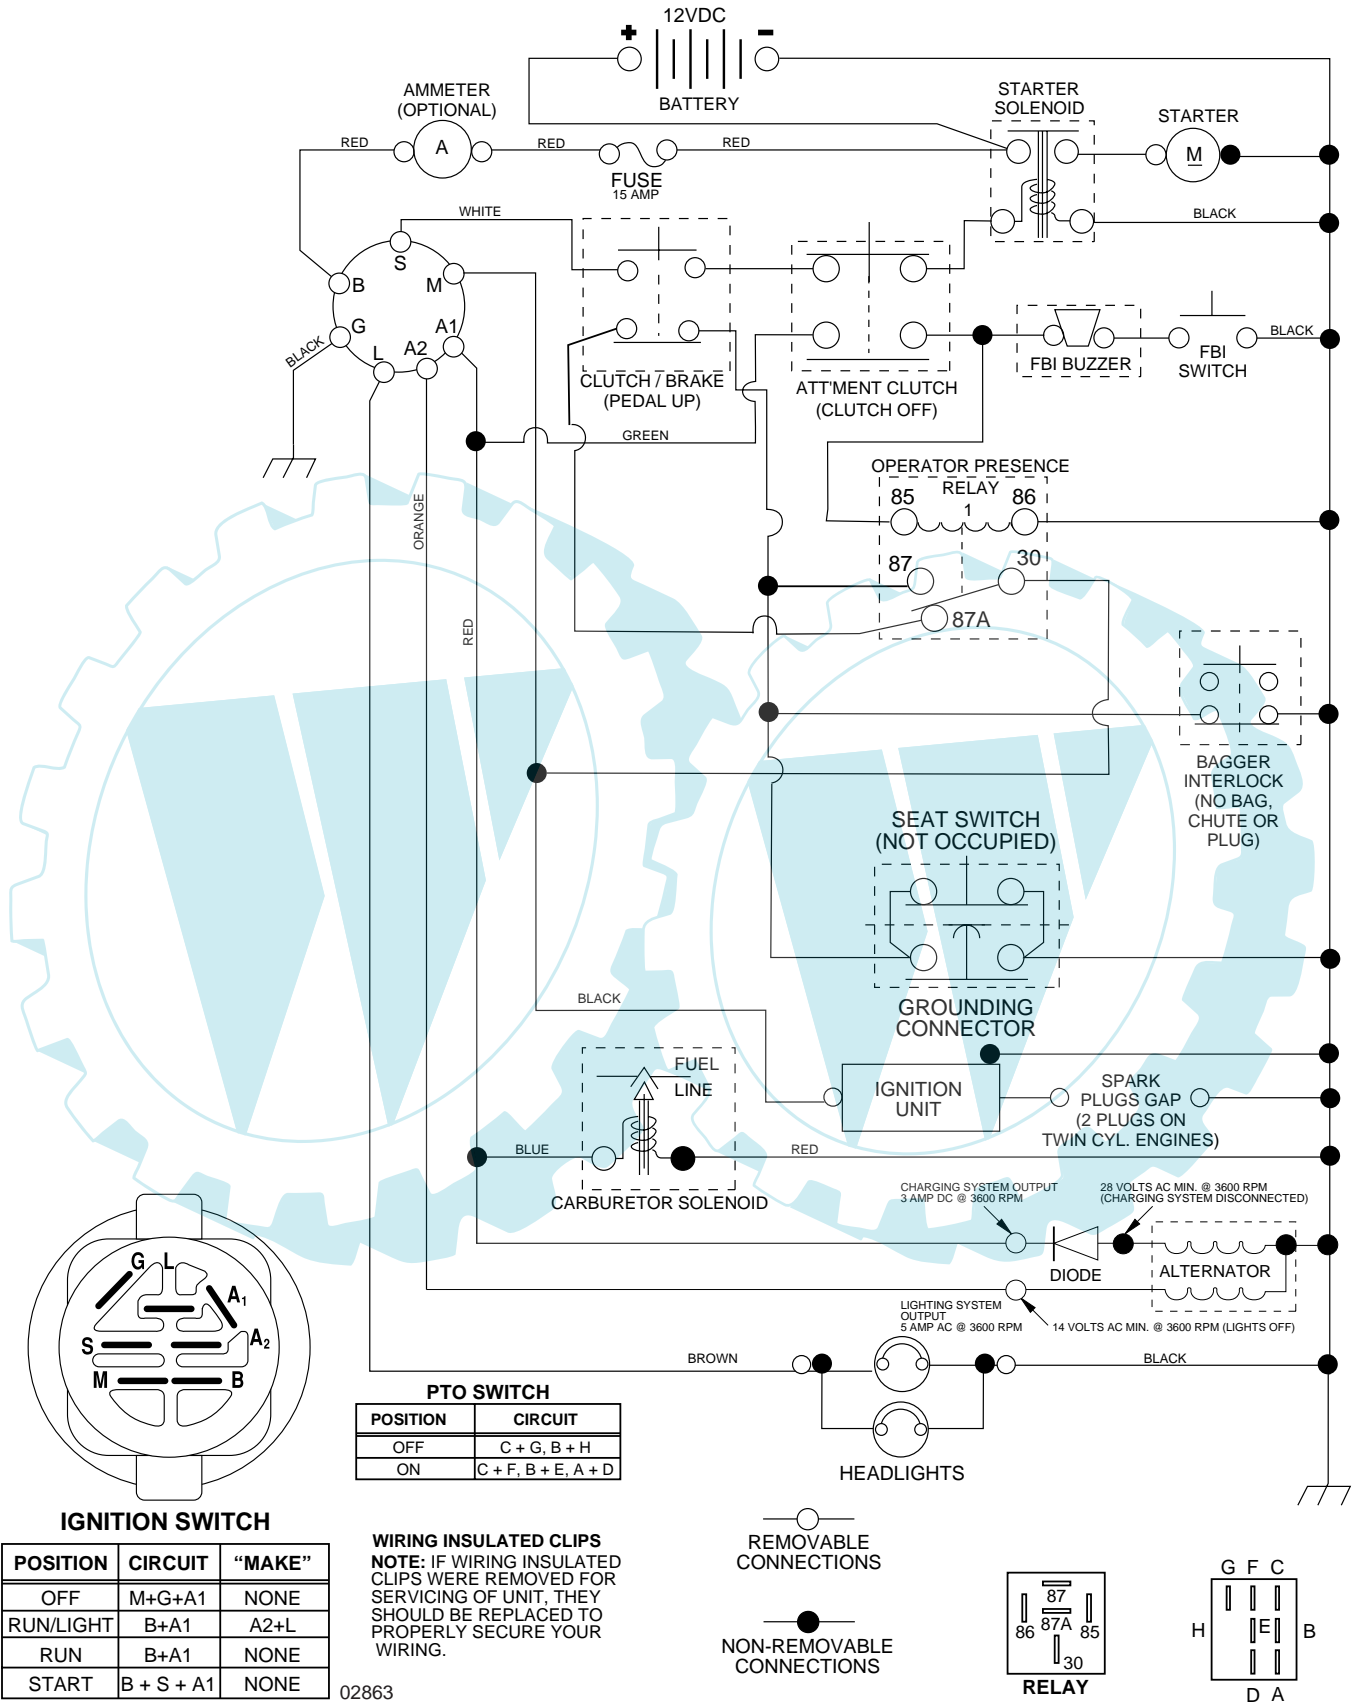 12VDC
+
-
BATTERY
AMMETER
(OPTIONAL)
A
RED
RED
RED
FUSE
15 AMP
STARTER
SOLENOID
STARTER
M
BLACK
WHITE
S
B
M
G
A1
L
A2
BLACK
CLUTCH / BRAKE
(PEDAL UP)
ATT'MENT CLUTCH
(CLUTCH OFF)
FBI BUZZER
FBI
SWITCH
BLACK
GREEN
ORANGE
RED
OPERATOR PRESENCE
RELAY
85
1
86
87
30
87A
BAGGER
INTERLOCK
(NO BAG,
CHUTE OR
PLUG)
SEAT SWITCH
(NOT OCCUPIED)
GROUNDING
CONNECTOR
BLACK
FUEL
LINE
IGNITION
UNIT
SPARK
PLUGS GAP
(2 PLUGS ON
TWIN CYL. ENGINES)
BLUE
RED
CARBURETOR SOLENOID
CHARGING SYSTEM OUTPUT
3 AMP DC @ 3600 RPM
28 VOLTS AC MIN. @ 3600 RPM
(CHARGING SYSTEM DISCONNECTED)
DIODE
ALTERNATOR
LIGHTING SYSTEM
OUTPUT
5 AMP AC @ 3600 RPM
14 VOLTS AC MIN. @ 3600 RPM (LIGHTS OFF)
BROWN
BLACK
HEADLIGHTS
G
L
A1
S
A2
M
B
IGNITION SWITCH
POSITION CIRCUIT “MAKE”
OFF M+G+A1 NONE
RUN/LIGHT B+A1 A2+L
RUN B+A1 NONE
START B + S + A1 NONE
02863
PTO SWITCH
POSITION CIRCUIT
OFF C + G, B + H
ON C + F, B + E, A + D
WIRING INSULATED CLIPS
NOTE: IF WIRING INSULATED
CLIPS WERE REMOVED FOR
SERVICING OF UNIT, THEY
SHOULD BE REPLACED TO
PROPERLY SECURE YOUR
WIRING.
REMOVABLE
CONNECTIONS
NON-REMOVABLE
CONNECTIONS
87
86 87A 85
30
RELAY
G F C
H E B
D A